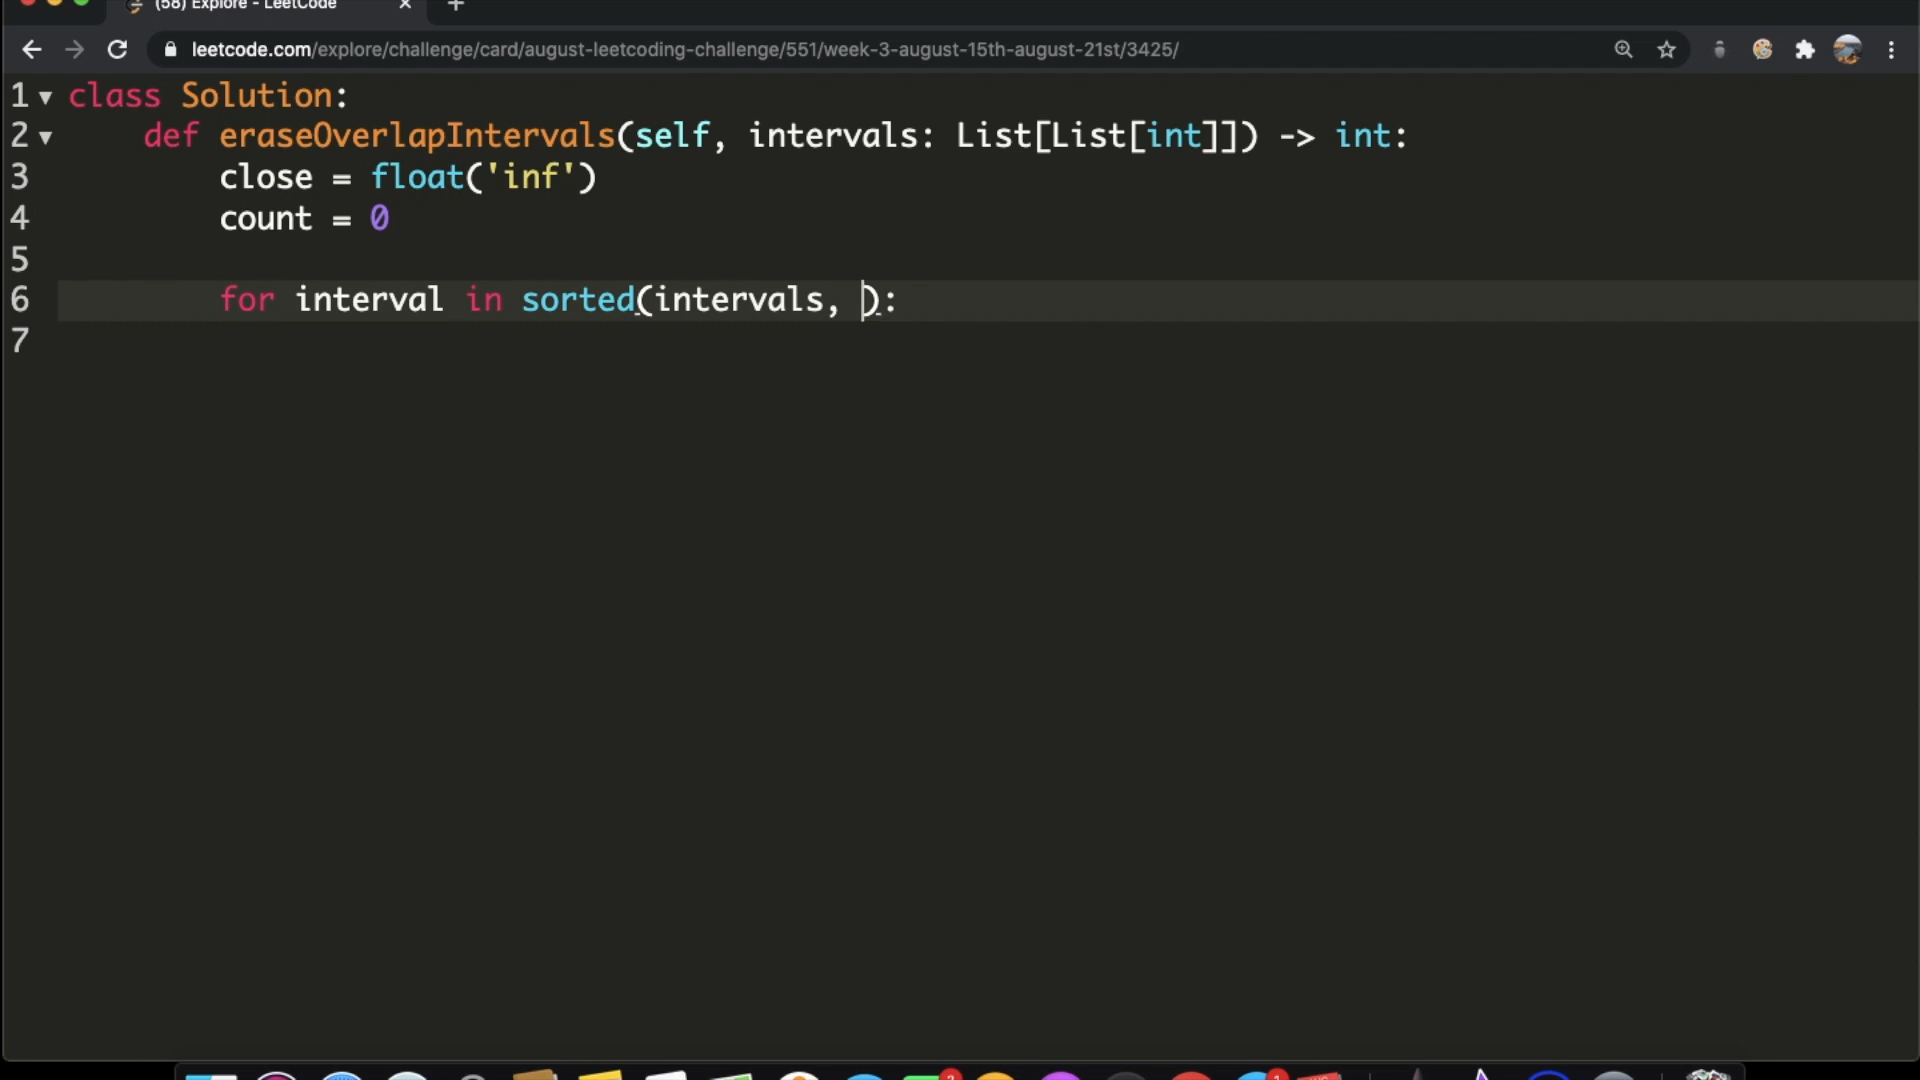 (58) Explore - LeetCode
leetcode.com/explore/challenge/card/august-leetcoding-challenge/551/week-3-august-15th-august-21st/3425/
1 class Solution:
2 def eraseOverlapIntervals(self, intervals: List[List[int]]) -> int:
3 close = float('inf')
4 count = 0
5
6 for interval in sorted(intervals, ):
7